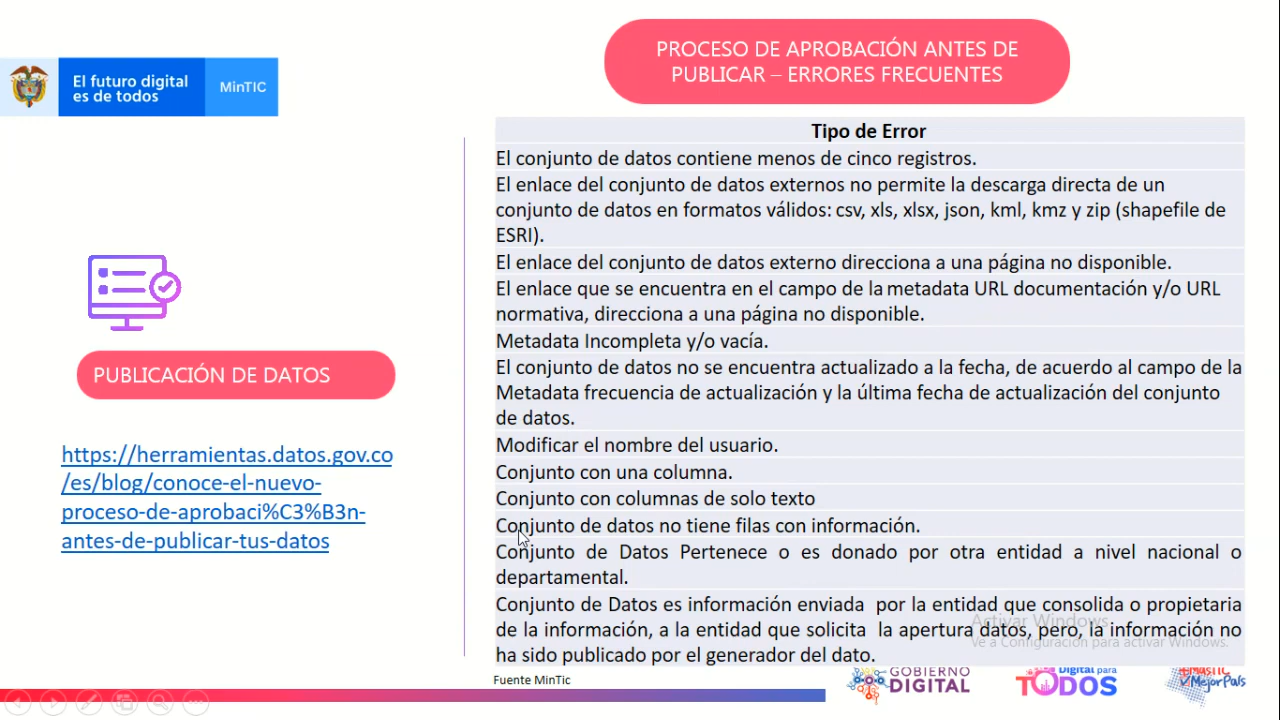 PROCESO DE APROBACIÓN ANTES DE
PUBLICAR – ERRORES FRECUENTES
El futuro digital
es de todos
MinTIC
Tipo de Error
El conjunto de datos contiene menos de cinco registros.
El enlace del conjunto de datos externos no permite la descarga directa de un
conjunto de datos en formatos válidos: csv, xls, xlsx, json, kml, kmz y zip (shapefile de
ESRI).
El enlace del conjunto de datos externo direcciona a una página no disponible.
El enlace que se encuentra en el campo de la metadata URL documentación y/o URL
normativa, direcciona a una página no disponible.
Metadata Incompleta y/o vacía.
El conjunto de datos no se encuentra actualizado a la fecha, de acuerdo al campo de la
Metadata frecuencia de actualización y la última fecha de actualización del conjunto
de datos.
Modificar el nombre del usuario.
Conjunto con una columna.
Conjunto con columnas de solo texto
Conjunto de datos no tiene filas con información.
Conjunto de Datos Pertenece o es donado por otra entidad a nivel nacional o
departamental.
Conjunto de Datos es información enviada por la entidad que consolida o propietaria
de la información, a la entidad que solicita la apertura datos, pero, la información no
ha sido publicado por el generador del dato.
Fuente MinTic
PUBLICACIÓN DE DATOS
https://herramientas.datos.gov.co
/es/blog/conoce-el-nuevo-
proceso-de-aprobaci%C3%B3n-
antes-de-publicar-tus-datos
Activar Windows
Ve a Configuración para activar Windows.
GOBIERNO
DIGITAL
Digital para
TODOS
+MasTIC
MejorPaís